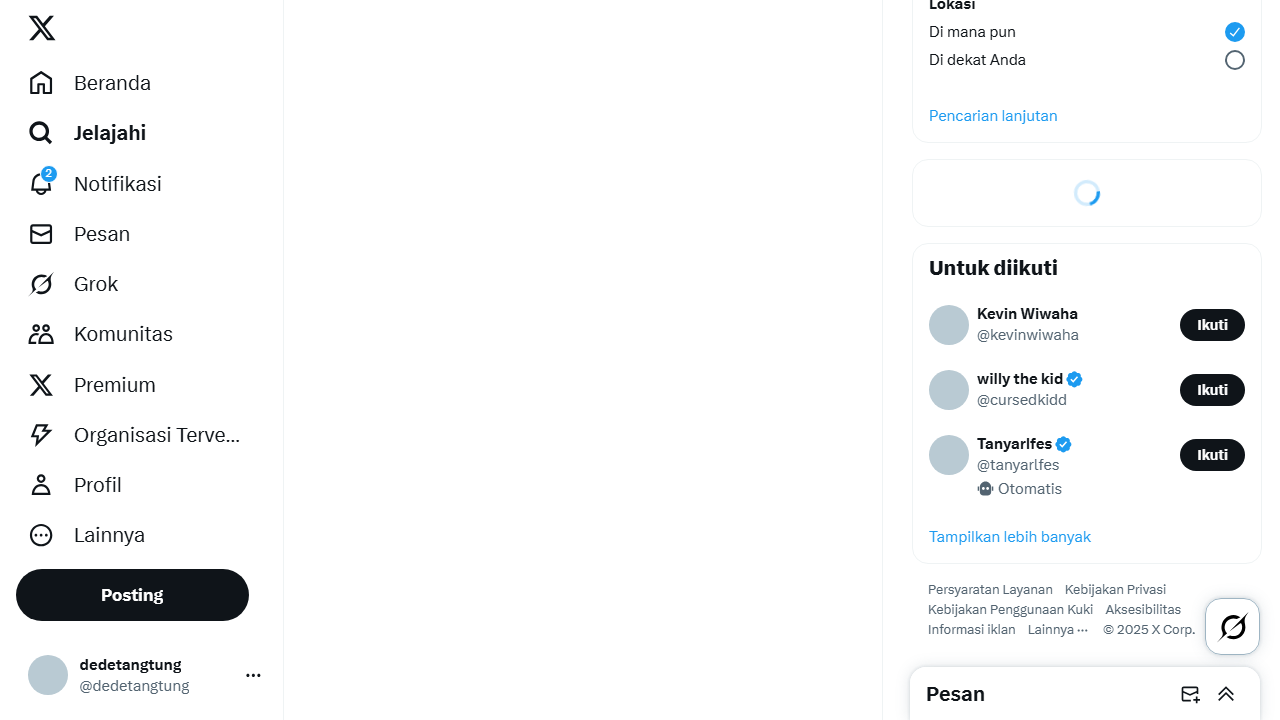 Beranda
Jelajahi
2
Notifikasi
Pesan
Grok
Komunitas
Premium
Organisasi Terve...
Profil
Lainnya
Posting
dedetangtung
@dedetangtung
Lokasi
Di mana pun
Di dekat Anda
Pencarian lanjutan
Untuk diikuti
Kevin Wiwaha
@kevinwiwaha
Ikuti
willy the kid
@cursedkidd
Ikuti
Tanyarlfes
@tanyarlfes
Otomatis
Ikuti
Tampilkan lebih banyak
Persyaratan Layanan Kebijakan Privasi
Kebijakan Penggunaan Kuki Aksesibilitas
Informasi iklan Lainnya ··· © 2025 X Corp.
Pesan